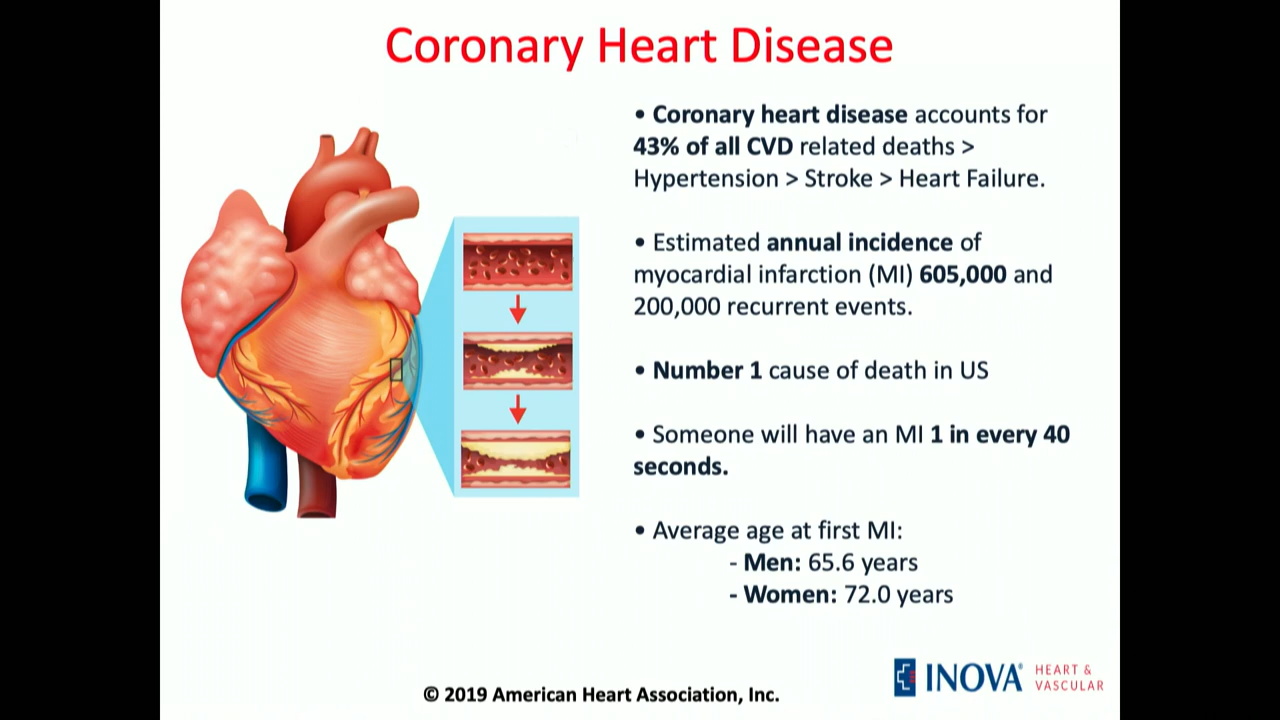 Coronary Heart Disease
• Coronary heart disease accounts for
43% of all CVD related deaths >
Hypertension > Stroke > Heart Failure.
• Estimated annual incidence of
myocardial infarction (MI) 605,000 and
200,000 recurrent events.
• Number 1 cause of death in US
• Someone will have an MI 1 in every 40
seconds.
• Average age at first MI:
- Men: 65.6 years
- Women: 72.0 years
INOVA® HEART &
VASCULAR
© 2019 American Heart Association, Inc.